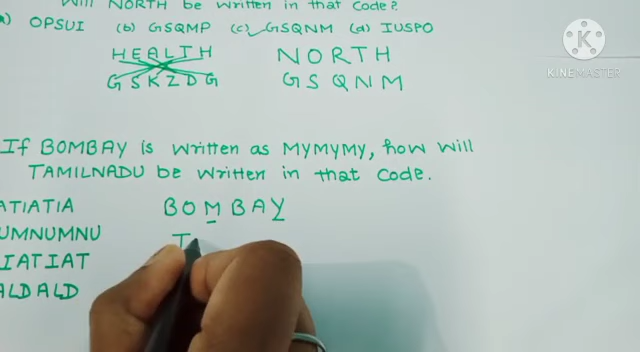 Will NORTH be written in that Code?
a) OPSUI (b) GSQMP (c) GSQNM (d) IUSPO
HEALTH NORTH
GSKZDG GSQNM
If BOMBAY is written as MYMYMY, how will
TAMILNADU be written in that Code.
ATIATIA BOMBAY
UMNUMNU T
IATIAT
ALDALD
K
KINEMASTER